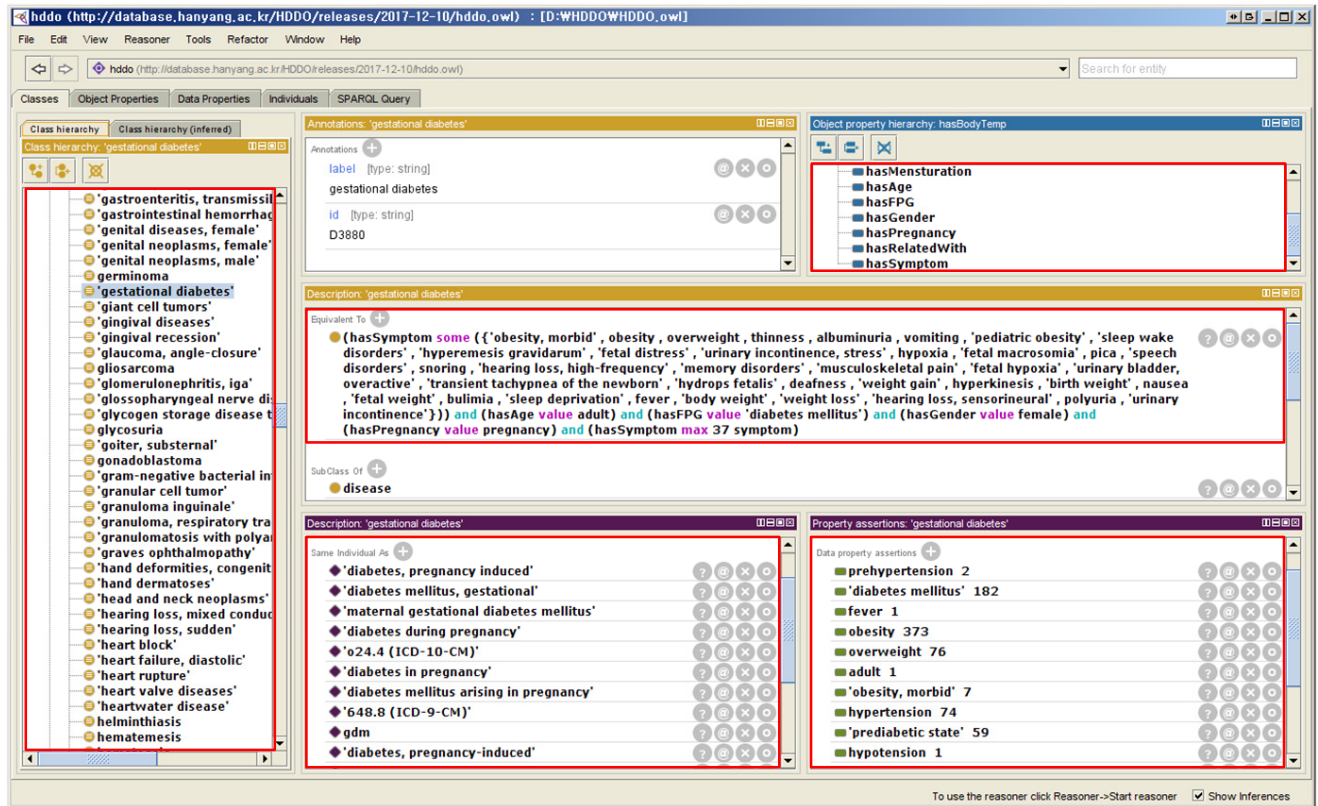 hddo (http://database.hanyang.ac.kr/HDDO/releases/2017-12-10/hddo.owl) : [D:₩HDDO₩HDDO.owl]
File Edit View Reasoner Tools Refactor Window Help
hddo (http://database.hanyang.ac.kr/HDDO/releases/2017-12-10/hddo.owl)
Search for entity
Classes Object Properties Data Properties Individuals SPARQL Query
Class hierarchy Class hierarchy (inferred)
Class hierarchy: 'gestational diabetes'
'gastroenteritis, transmissil
'gastrointestinal hemorrhag
'genital diseases, female'
'genital neoplasms, female'
'genital neoplasms, male'
germinoma
'gestational diabetes'
'giant cell tumors'
'gingival diseases'
'gingival recession'
'glaucoma, angle-closure'
gliosarcoma
'glomerulonephritis, iga'
'glossopharyngeal nerve di
'glycogen storage disease t
glycosuria
'goiter, substernal'
gonadoblastoma
'gram-negative bacterial in
'granular cell tumor'
'granuloma inguinale'
'granuloma, respiratory tra
'granulomatosis with polya
'graves ophthalmopathy'
'hand deformities, congenit
'hand dermatoses'
'head and neck neoplasms'
'hearing loss, mixed conduc
'hearing loss, sudden'
'heart block'
'heart failure, diastolic'
'heart rupture'
'heart valve diseases'
'heartwater disease'
helminthiasis
hematemesis
Annotations: 'gestational diabetes'
Annotations
label [type: string]
gestational diabetes
id [type: string]
D3880
Object property hierarchy: hasBodyTemp
hasMensturation
hasAge
hasFPG
hasGender
hasPregnancy
hasRelatedWith
hasSymptom
Description: 'gestational diabetes'
Equivalent To
(hasSymptom some ({'obesity, morbid' , obesity , overweight , thinness , albuminuria , vomiting , 'pediatric obesity' , 'sleep wake
disorders' , 'hyperemesis gravidarum' , 'fetal distress' , 'urinary incontinence, stress' , hypoxia , 'fetal macrosomia' , pica , 'speech
disorders' , snoring , 'hearing loss, high-frequency' , 'memory disorders' , 'musculoskeletal pain' , 'fetal hypoxia' , 'urinary bladder,
overactive' , 'transient tachypnea of the newborn' , 'hydrops fetalis' , deafness , 'weight gain' , hyperkinesis , 'birth weight' , nausea
, 'fetal weight' , bulimia , 'sleep deprivation' , fever , 'body weight' , 'weight loss' , 'hearing loss, sensorineural' , polyuria , 'urinary
incontinence'})) and (hasAge value adult) and (hasFPG value 'diabetes mellitus') and (hasGender value female) and
(hasPregnancy value pregnancy) and (hasSymptom max 37 symptom)
SubClass Of
disease
Description: 'gestational diabetes'
Same Individual As
'diabetes, pregnancy induced'
'diabetes mellitus, gestational'
'maternal gestational diabetes mellitus'
'diabetes during pregnancy'
'o24.4 (ICD-10-CM)'
'diabetes in pregnancy'
'diabetes mellitus arising in pregnancy'
'648.8 (ICD-9-CM)'
gdm
'diabetes, pregnancy-induced'
Property assertions: 'gestational diabetes'
Data property assertions
prehypertension 2
'diabetes mellitus' 182
fever 1
obesity 373
overweight 76
adult 1
'obesity, morbid' 7
hypertension 74
'prediabetic state' 59
hypotension 1
To use the reasoner click Reasoner->Start reasoner Show Inferences